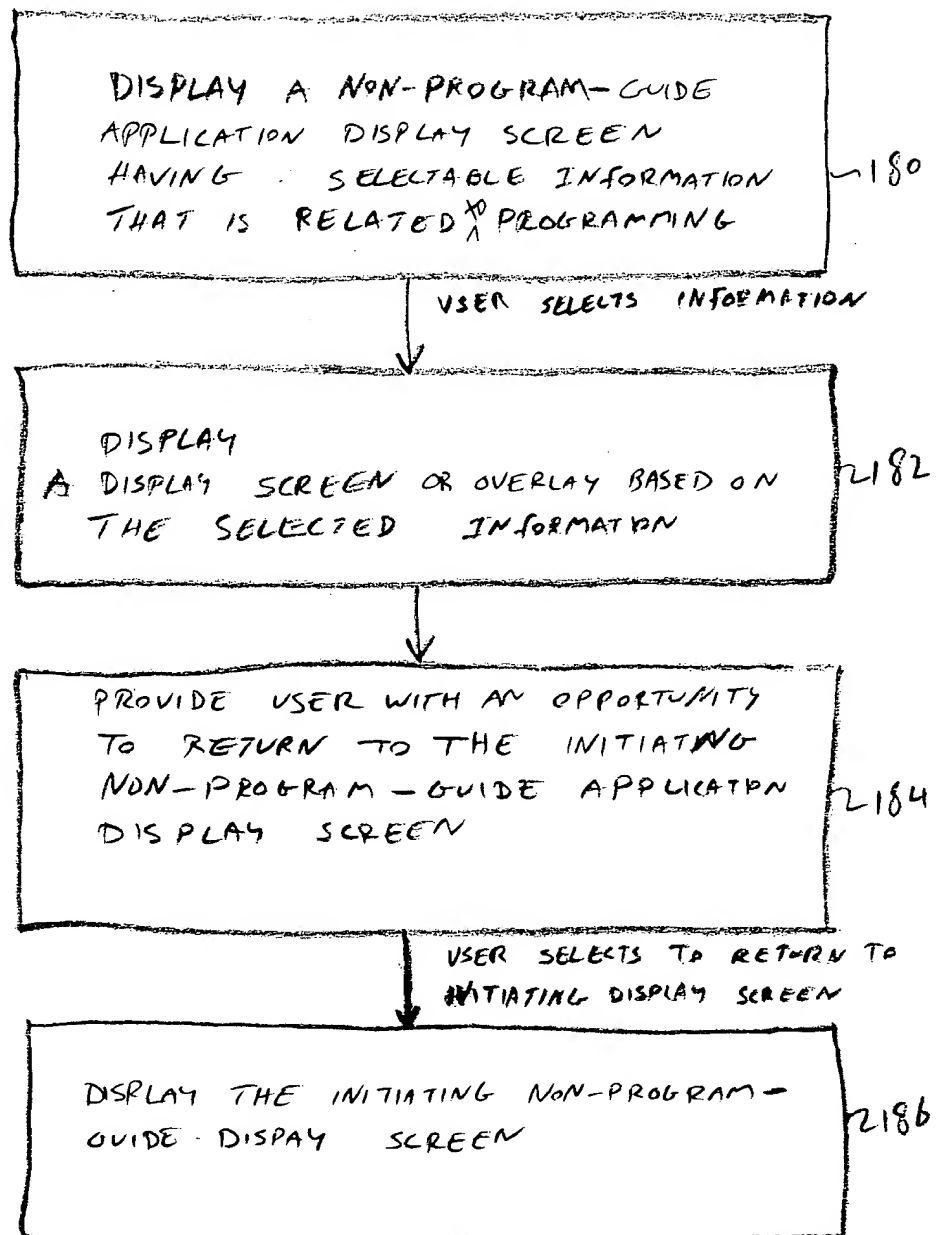 DISPLAY A NON-PROGRAM-GUIDE
APPLICATION DISPLAY SCREEN
HAVING SELECTABLE INFORMATION
THAT IS RELATED TO PROGRAMMING
180
USER SELECTS INFORMATION
DISPLAY
A DISPLAY SCREEN OR OVERLAY BASED ON
THE SELECTED INFORMATION
182
PROVIDE USER WITH AN OPPORTUNITY
TO RETURN TO THE INITIATING
NON-PROGRAM-GUIDE APPLICATION
DISPLAY SCREEN
184
USER SELECTS TO RETURN TO
INITIATING DISPLAY SCREEN
DISPLAY THE INITIATING NON-PROGRAM-
GUIDE DISPAY SCREEN
186